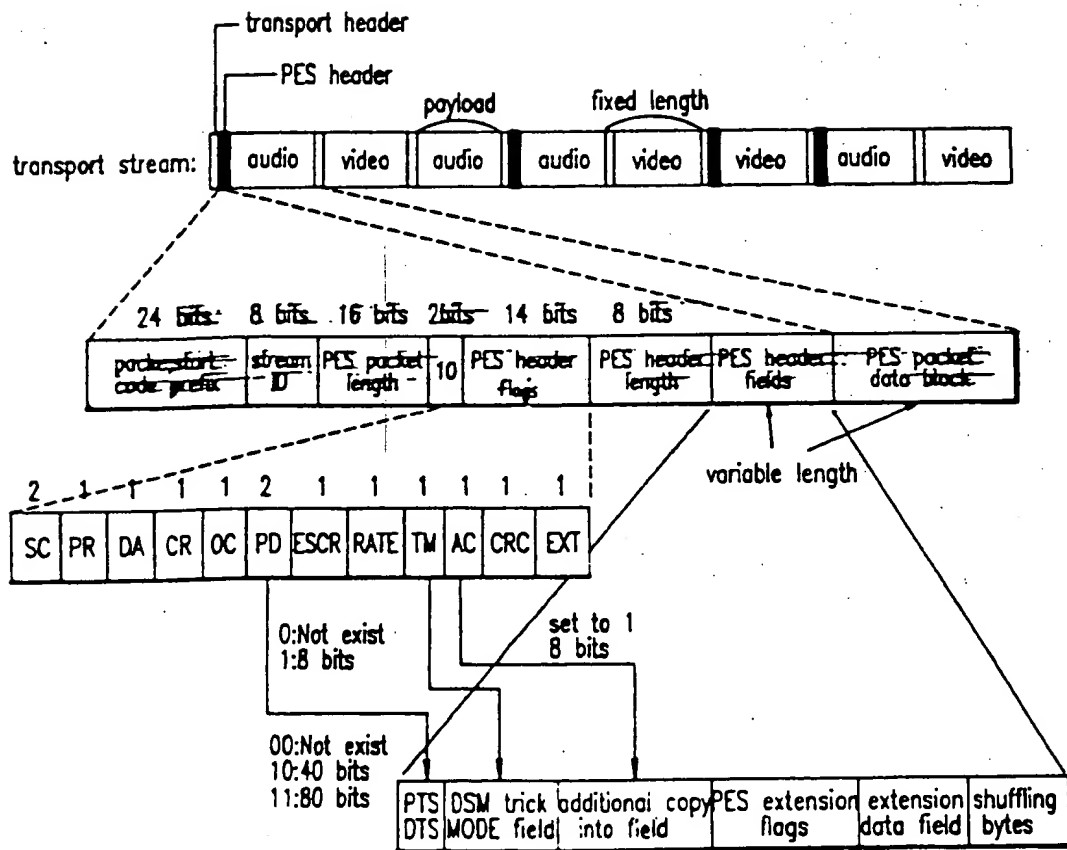 transport header
PES header
payload
fixed length
transport stream:
audio
video
audio
audio
video
video
audio
video
24 bits
8 bits
16 bits
2bits
14 bits
8 bits
stream
ID
PES packet
length
10
PES header
flags
PES header
length
PES header
fields
PES packet
data block
code prefix
variable length
2 1 1 1 1 2 1 1 1 1 1 1
SC PR DA CR OC PD ESCR RATE TM AC CRC EXT
0:Not exist
1:8 bits
set to 1
8 bits
00:Not exist
10:40 bits
11:80 bits
PTS
DTS
DSM trick
MODE field
additional copy
into field
PES extension
flags
extension
data field
shuffling
bytes